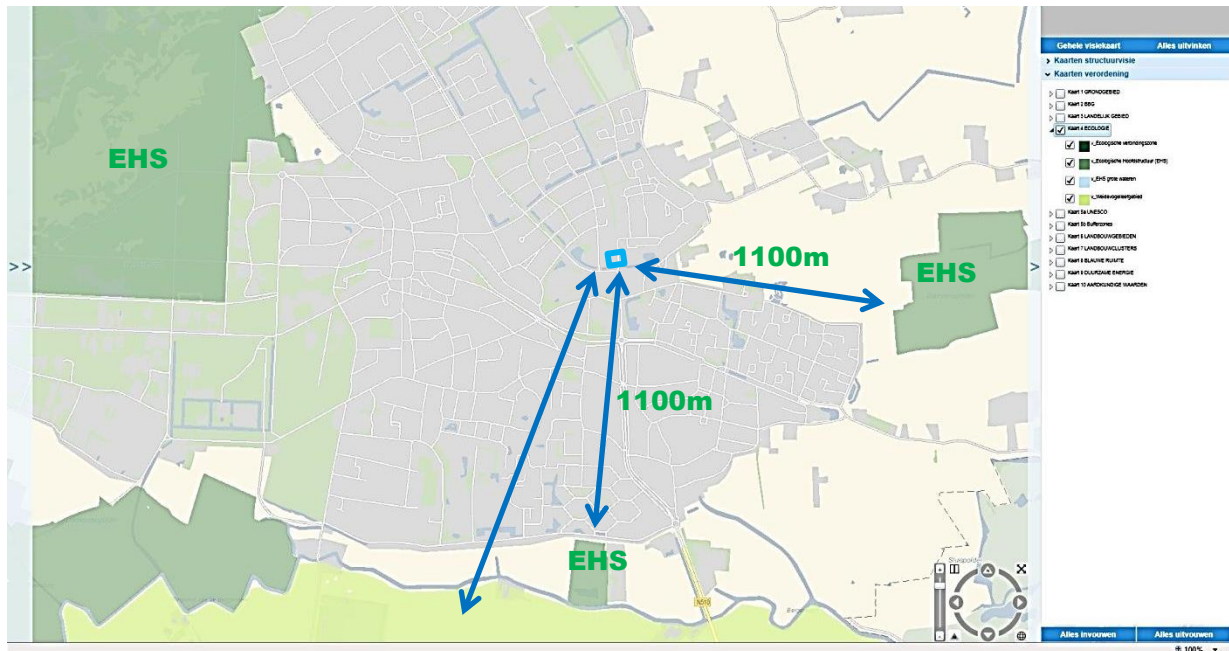 Gehele visiekaart Alles uitvinken
Kaarten structuurvisie
Kaarten verordening
Kaart 1 GRONDGEBIED
Kaart 2 BBG
Kaart 3 LANDELIJK GEBIED
Kaart 4 ECOLOGIE
v_Ecologische verbindingszone
v_Ecologische Hoofdstructuur (EHS)
v_EHS grote wateren
v_Weidevogelleefgebied
Kaart 5a UNESCO
Kaart 5b Bufferzones
Kaart 6 LANDBOUWGEBIEDEN
Kaart 7 LANDBOUWCLUSTERS
Kaart 8 BLAUWE RUIMTE
Kaart 9 DUURZAME ENERGIE
Kaart 10 AARDKUNDIGE WAARDEN
EHS
>>
1100m
EHS
>
1100m
EHS
N510
Alles invouwen Alles uitvouwen
100%